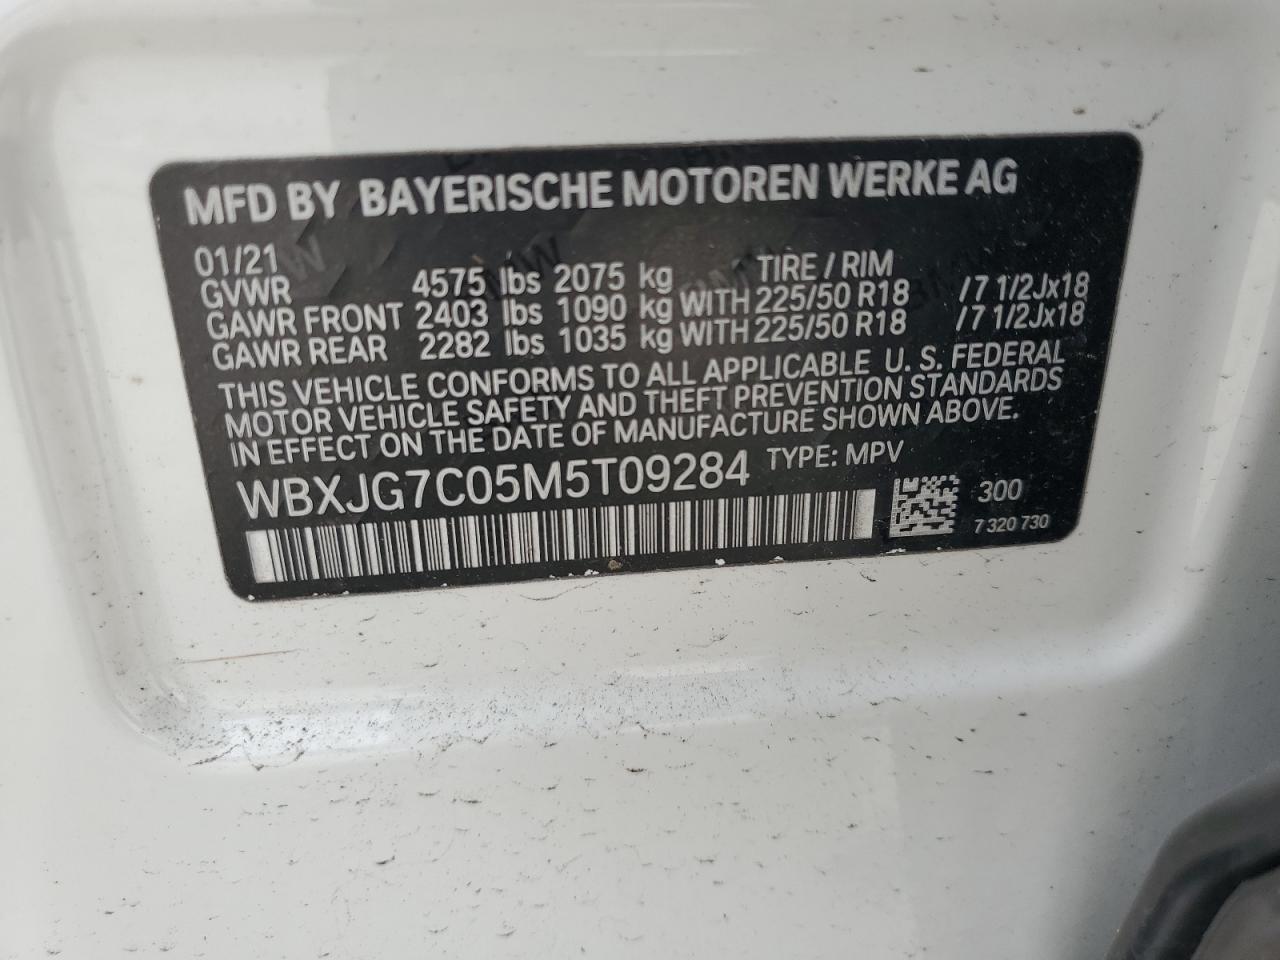 MFD BY BAYERISCHE MOTOREN WERKE AG
01/21 TIRE / RIM
GVWR 4575 lbs 2075 kg
GAWR FRONT 2403 lbs 1090 kg WITH 225/50 R18 /7 1/2Jx18
GAWR REAR 2282 lbs 1035 kg WITH 225/50 R18 /7 1/2Jx18
THIS VEHICLE CONFORMS TO ALL APPLICABLE U. S. FEDERAL
MOTOR VEHICLE SAFETY AND THEFT PREVENTION STANDARDS
IN EFFECT ON THE DATE OF MANUFACTURE SHOWN ABOVE.
WBXJG7C05M5T09284 TYPE: MPV
300
7 320 730